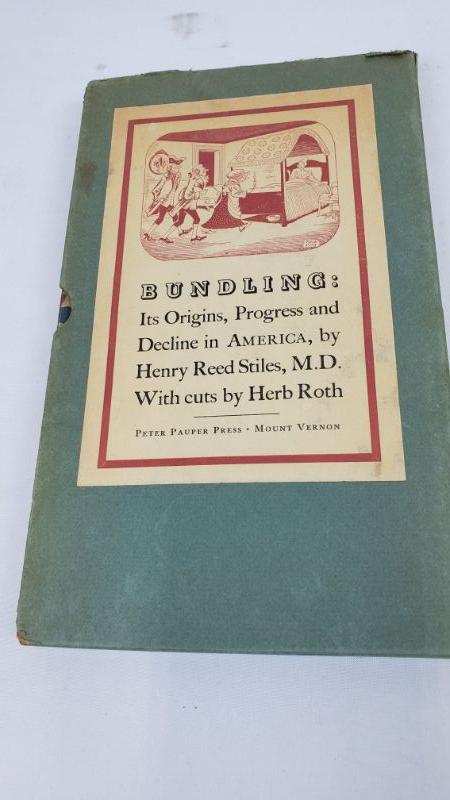 BUNDLING:
Its Origins, Progress and
Decline in AMERICA, by
Henry Reed Stiles, M.D.
With cuts by Herb Roth
PETER PAUPER PRESS · MOUNT VERNON